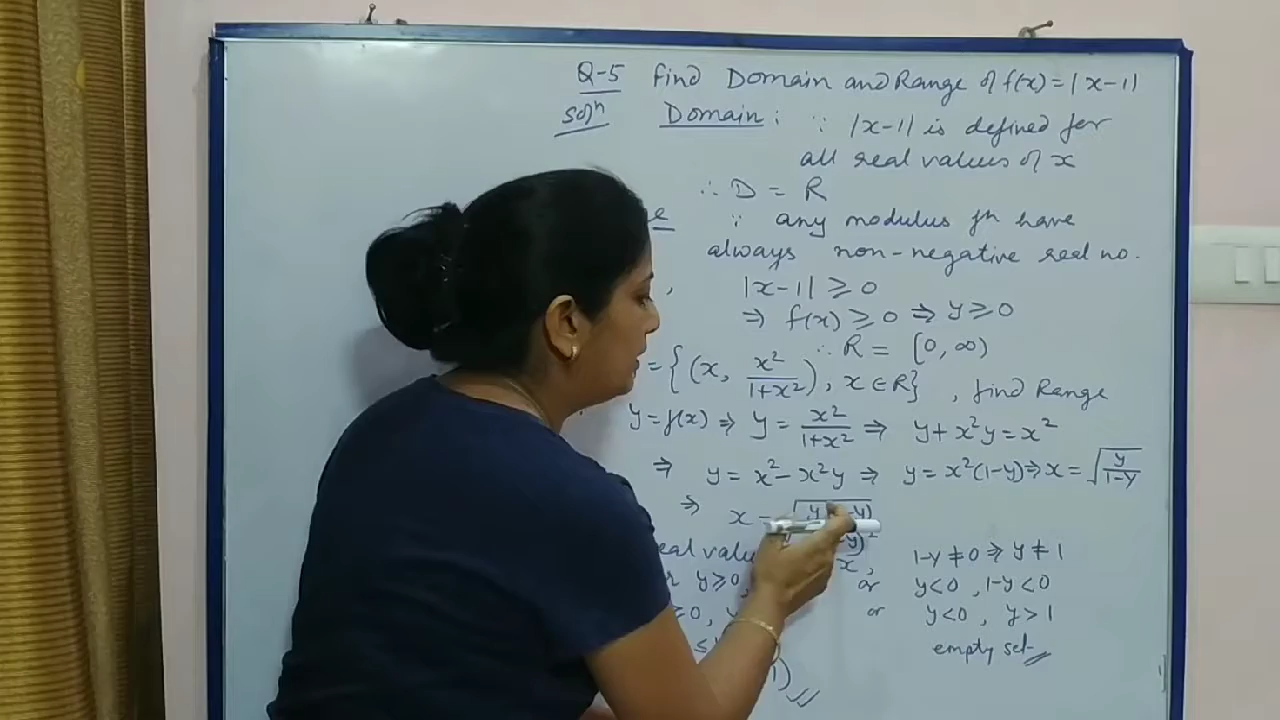 Q-5 find Domain and Range of f(x) = |x-1|
Solⁿ Domain: ∵ |x-1| is defined for
all real values of x
∴ D = R
∵ any modulus fn have
always non-negative real no.
|x-1| ≥ 0
⇒ f(x) ≥ 0 ⇒ y ≥ 0
∴ R = [0, ∞)
= {(x, x²/1+x²), x ∈ R}, find Range
y = f(x) ⇒ y = x²/1+x² ⇒ y + x²y = x²
⇒ y = x² - x²y ⇒ y = x²(1-y) ⇒ x = √y/1-y
⇒ x =
1-y ≠ 0 ⇒ y ≠ 1
y ≥ 0, or y < 0, 1-y < 0
or y < 0, y > 1
empty set